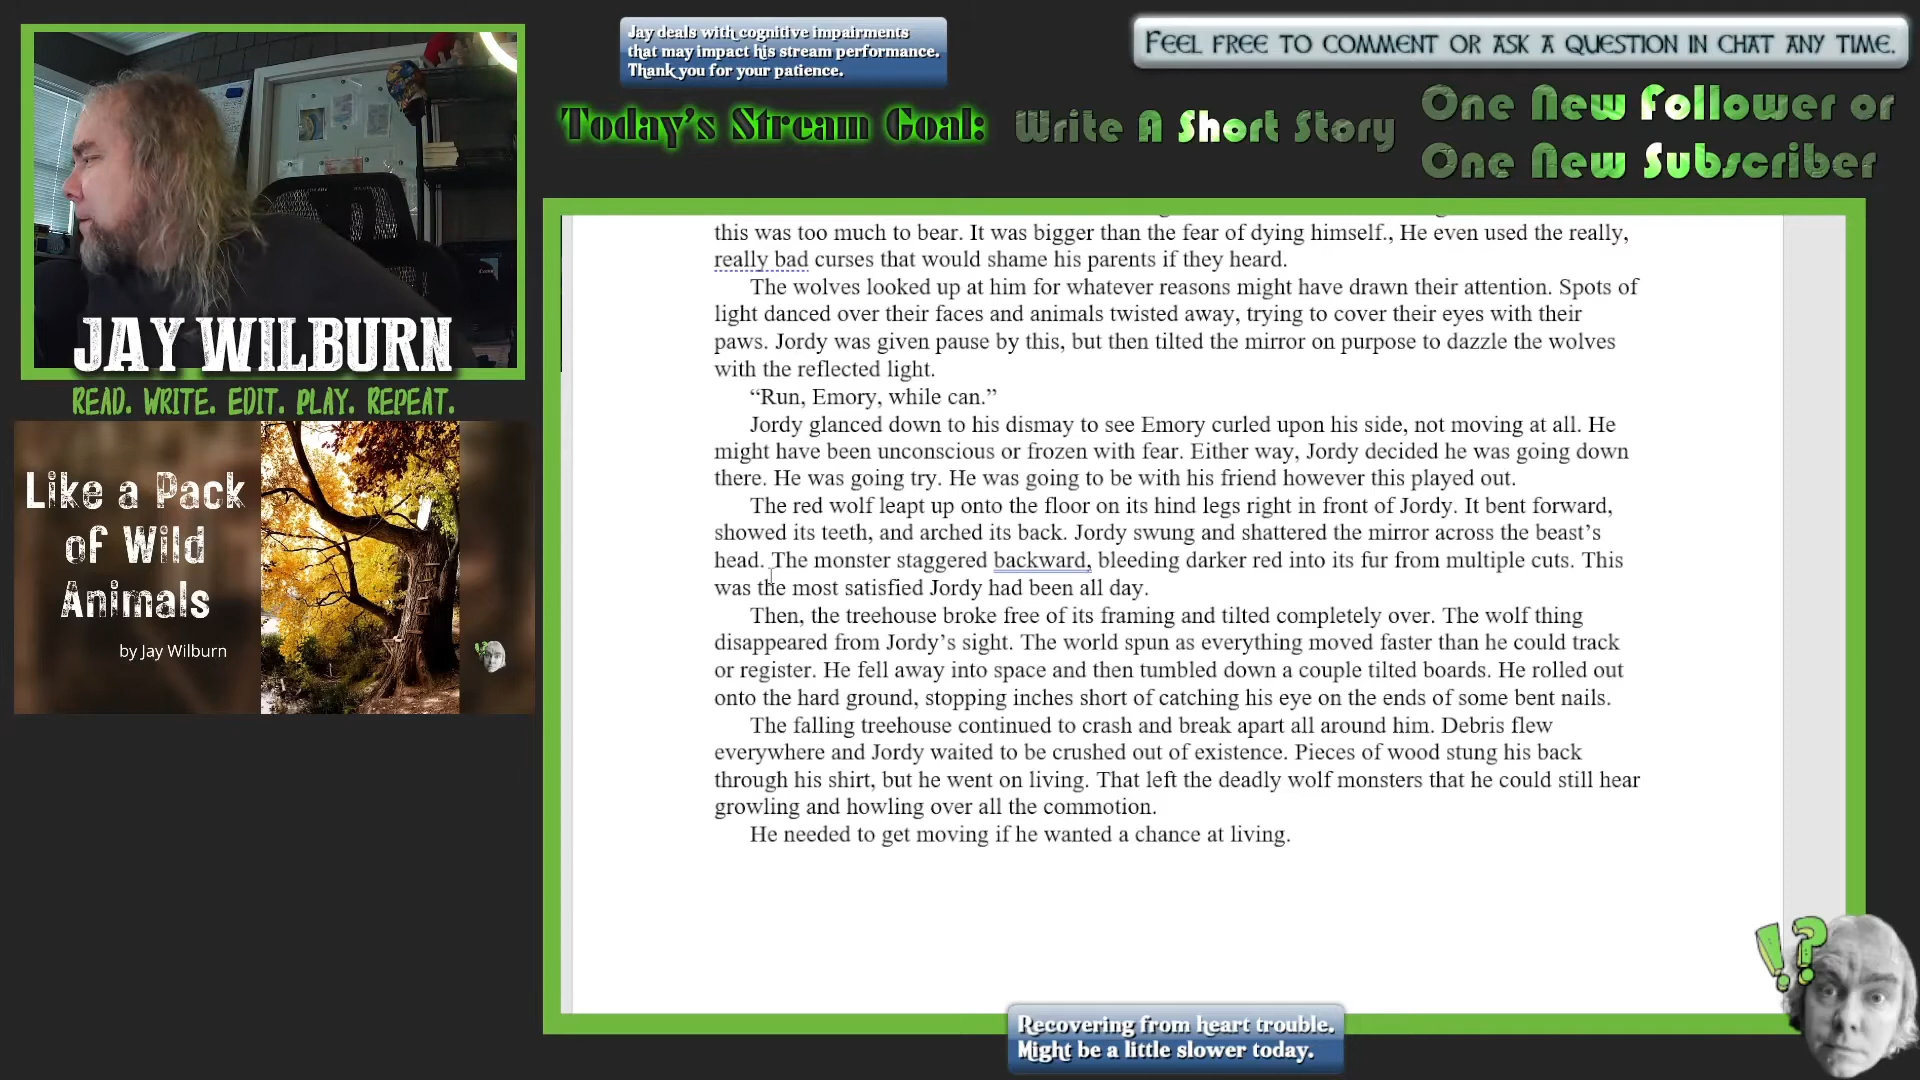 Jay deals with cognitive impairments
that may impact his stream performance.
Thank you for your patience.
FEEL FREE TO COMMENT OR ASK A QUESTION IN CHAT ANY TIME.
Today's Stream Goal:
Write A Short Story
One New Follower or
One New Subscriber
JAY WILBURN
READ. WRITE. EDIT. PLAY. REPEAT.
Like a Pack
of Wild
Animals
by Jay Wilburn
this was too much to bear. It was bigger than the fear of dying himself., He even used the really,
really bad curses that would shame his parents if they heard.
The wolves looked up at him for whatever reasons might have drawn their attention. Spots of
light danced over their faces and animals twisted away, trying to cover their eyes with their
paws. Jordy was given pause by this, but then tilted the mirror on purpose to dazzle the wolves
with the reflected light.
“Run, Emory, while can.”
Jordy glanced down to his dismay to see Emory curled upon his side, not moving at all. He
might have been unconscious or frozen with fear. Either way, Jordy decided he was going down
there. He was going try. He was going to be with his friend however this played out.
The red wolf leapt up onto the floor on its hind legs right in front of Jordy. It bent forward,
showed its teeth, and arched its back. Jordy swung and shattered the mirror across the beast’s
head. The monster staggered backward, bleeding darker red into its fur from multiple cuts. This
was the most satisfied Jordy had been all day.
Then, the treehouse broke free of its framing and tilted completely over. The wolf thing
disappeared from Jordy’s sight. The world spun as everything moved faster than he could track
or register. He fell away into space and then tumbled down a couple tilted boards. He rolled out
onto the hard ground, stopping inches short of catching his eye on the ends of some bent nails.
The falling treehouse continued to crash and break apart all around him. Debris flew
everywhere and Jordy waited to be crushed out of existence. Pieces of wood stung his back
through his shirt, but he went on living. That left the deadly wolf monsters that he could still hear
growling and howling over all the commotion.
He needed to get moving if he wanted a chance at living.
!?
Recovering from heart trouble.
Might be a little slower today.